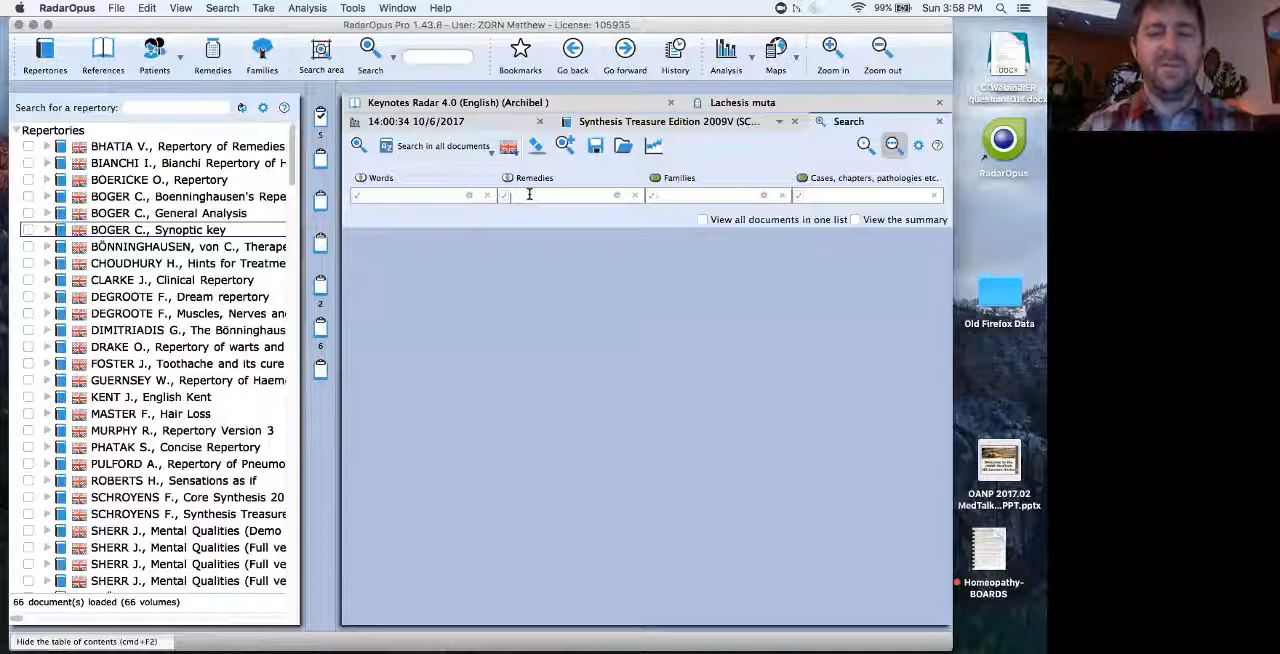 RadarOpus File Edit View Search Take Analysis Tools Window Help
99% Sun 3:58 PM
RadarOpus Pro 1.43.8 - User: ZORN Matthew - License: 105935
Repertories References Patients Remedies Families Search area Search Bookmarks Go back Go forward History Analysis Maps Zoom in Zoom out
Search for a repertory:
Keynotes Radar 4.0 (English) (Archibel )
Lachesis muta
14:00:34 10/6/2017
Synthesis Treasure Edition 2009V (SC...
Search
Search in all documents
Words
Remedies
Families
Cases, chapters, pathologies etc.
View all documents in one list
View the summary
Repertories
BHATIA V., Repertory of Remedies
BIANCHI I., Bianchi Repertory of H
BOERICKE O., Repertory
BOGER C., Boenninghausen's Repe
BOGER C., General Analysis
BOGER C., Synoptic key
BÖNNINGHAUSEN, von C., Therape
CHOUDHURY H., Hints for Treatme
CLARKE J., Clinical Repertory
DEGROOTE F., Dream repertory
DEGROOTE F., Muscles, Nerves and
DIMITRIADIS G., The Bönninghaus
DRAKE O., Repertory of warts and
FOSTER J., Toothache and its cure
GUERNSEY W., Repertory of Haem
KENT J., English Kent
MASTER F., Hair Loss
MURPHY R., Repertory Version 3
PHATAK S., Concise Repertory
PULFORD A., Repertory of Pneumo
ROBERTS H., Sensations as if
SCHROYENS F., Core Synthesis 20
SCHROYENS F., Synthesis Treasure
SHERR J., Mental Qualities (Demo
SHERR J., Mental Qualities (Full ve
SHERR J., Mental Qualities (Full ve
SHERR J., Mental Qualities (Full ve
66 document(s) loaded (66 volumes)
Hide the table of contents (cmd+F2)
5
2
6
DOCX
RadarOpus
Old Firefox Data
OANP 2017.02
MedTalk...PPT.pptx
Homeopathy-
BOARDS